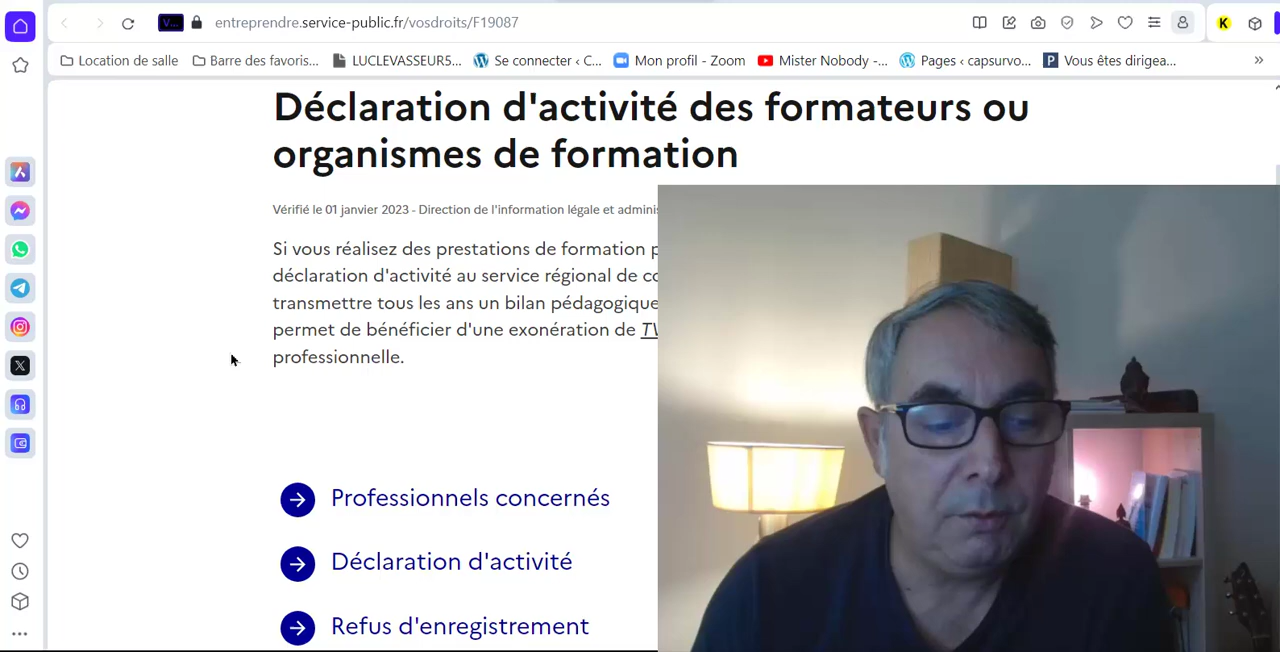 V...
entreprendre.service-public.fr/vosdroits/F19087
K
Location de salle
Barre des favoris...
LUCLEVASSEUR5...
Se connecter ‹ C...
Mon profil - Zoom
Mister Nobody -...
Pages ‹ capsurvo...
P
Vous êtes dirigea...
»
Déclaration d'activité des formateurs ou
organismes de formation
Vérifié le 01 janvier 2023 - Direction de l'information légale et adminis
Si vous réalisez des prestations de formation p
déclaration d'activité au service régional de co
transmettre tous les ans un bilan pédagogique
permet de bénéficier d'une exonération de TV
professionnelle.
Professionnels concernés
Déclaration d'activité
Refus d'enregistrement